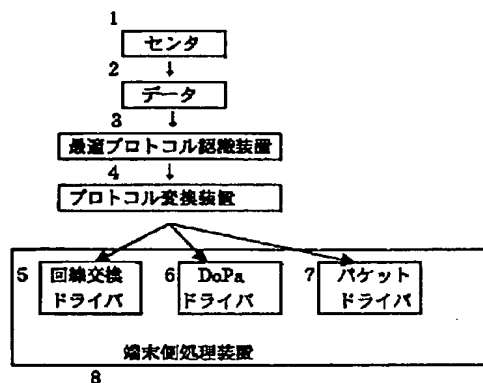 1
センタ
2 ↓
データ
3 ↓
最適プロトコル認識装置
4 ↓
プロトコル変換装置
5 回線交換 6 DoPa 7 パケット
ドライバ ドライバ ドライバ
端末側処理装置
8